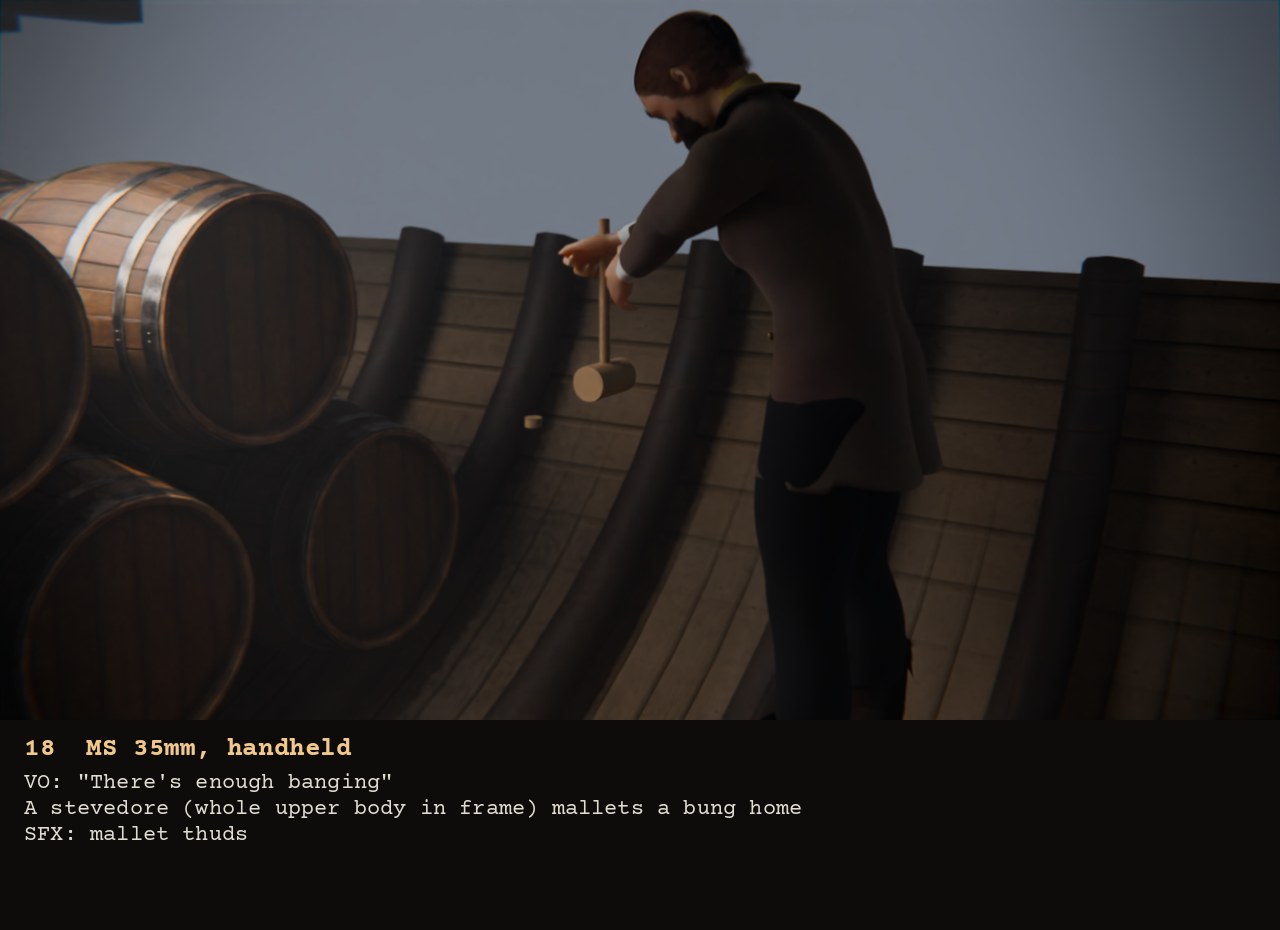 18  MS 35mm, handheld
VO: "There's enough banging"
A stevedore (whole upper body in frame) mallets a bung home
SFX: mallet thuds